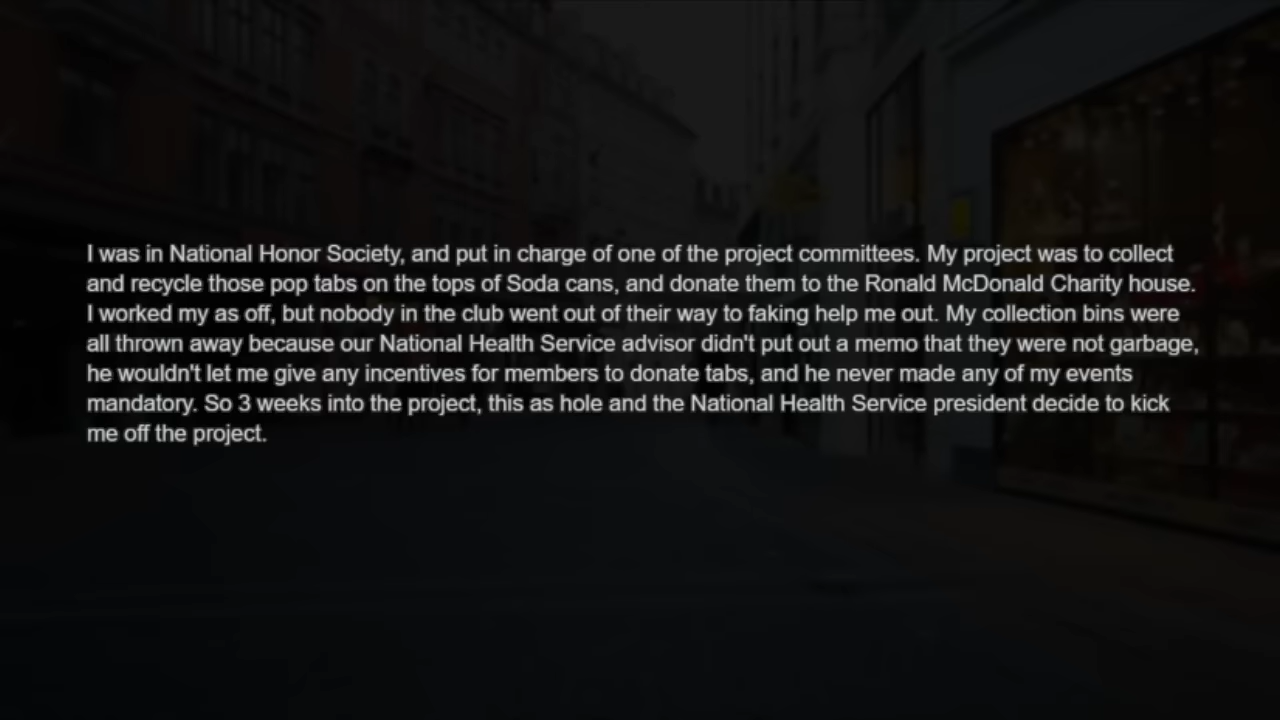 I was in National Honor Society, and put in charge of one of the project committees. My project was to collect
and recycle those pop tabs on the tops of Soda cans, and donate them to the Ronald McDonald Charity house.
I worked my as off, but nobody in the club went out of their way to faking help me out. My collection bins were
all thrown away because our National Health Service advisor didn't put out a memo that they were not garbage,
he wouldn't let me give any incentives for members to donate tabs, and he never made any of my events
mandatory. So 3 weeks into the project, this as hole and the National Health Service president decide to kick
me off the project.